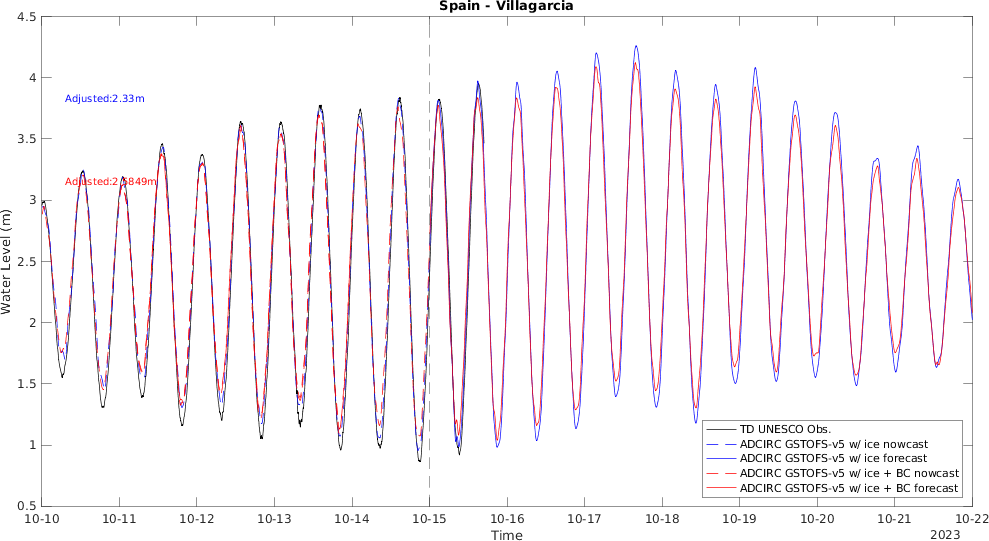 Spain - Villagarcia
4.5
4
3.5
3
2.5
2
1.5
1
0.5
Water Level (m)
Adjusted:2.33m
Adjusted:2.5849m
TD UNESCO Obs.
ADCIRC GSTOFS-v5 w/ ice nowcast
ADCIRC GSTOFS-v5 w/ ice forecast
ADCIRC GSTOFS-v5 w/ ice + BC nowcast
ADCIRC GSTOFS-v5 w/ ice + BC forecast
10-10 10-11 10-12 10-13 10-14 10-15 10-16 10-17 10-18 10-19 10-20 10-21 10-22
Time
2023